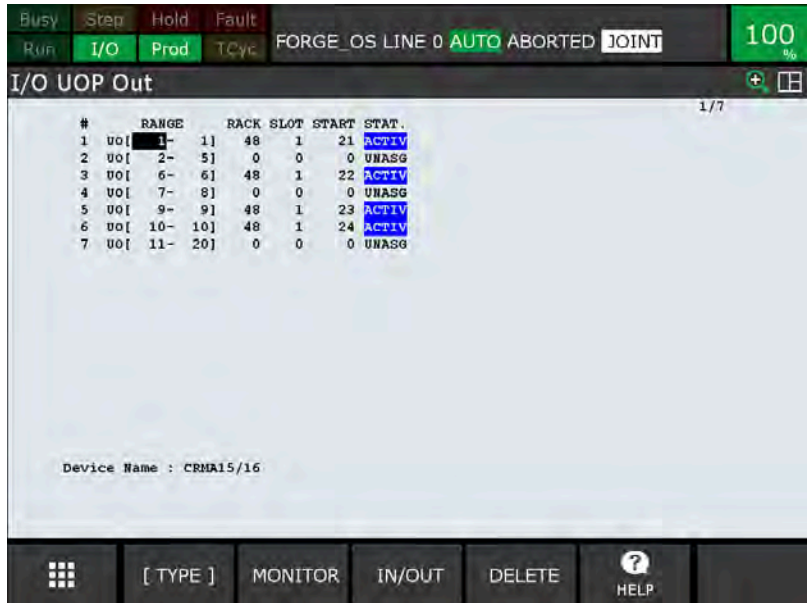 Busy Step Hold Fault
Run I/O Prod TCyc
FORGE_OS LINE 0 AUTO ABORTED JOINT
100
%
I/O UOP Out
1/7
# RANGE RACK SLOT START STAT.
1 UO[ 1- 1] 48 1 21 ACTIV
2 UO[ 2- 5] 0 0 0 UNASG
3 UO[ 6- 6] 48 1 22 ACTIV
4 UO[ 7- 8] 0 0 0 UNASG
5 UO[ 9- 9] 48 1 23 ACTIV
6 UO[ 10- 10] 48 1 24 ACTIV
7 UO[ 11- 20] 0 0 0 UNASG
Device Name : CRMA15/16
[ TYPE ] MONITOR IN/OUT DELETE ? HELP